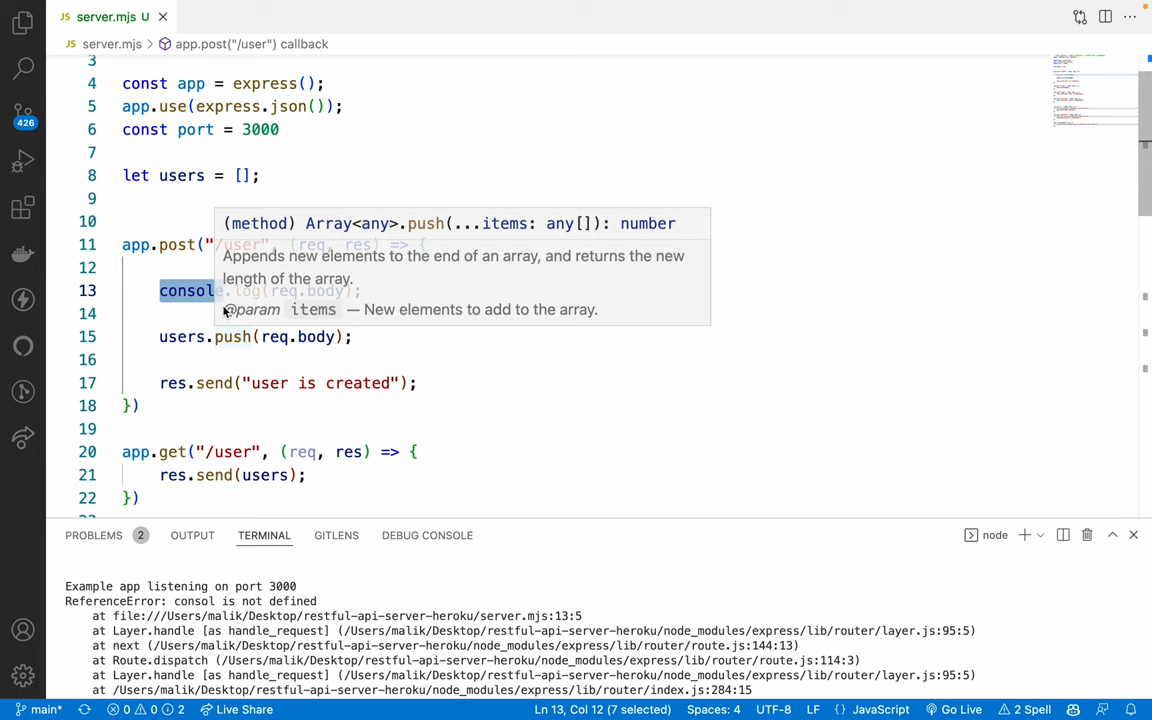 server.mjs U
server.mjs > app.post("/user") callback
3
4 const app = express();
5 app.use(express.json());
6 const port = 3000
7
8 let users = [];
9
10
(method) Array<any>.push(...items: any[]): number
11 app.post("/user", (req, res) => {
Appends new elements to the end of an array, and returns the new
12
length of the array.
13 console.log(req.body);
@param items — New elements to add to the array.
14
15 users.push(req.body);
16
17 res.send("user is created");
18 })
19
20 app.get("/user", (req, res) => {
21 res.send(users);
22 })
426
PROBLEMS 2 OUTPUT TERMINAL GITLENS DEBUG CONSOLE node
Example app listening on port 3000
ReferenceError: consol is not defined
at file:///Users/malik/Desktop/restful-api-server-heroku/server.mjs:13:5
at Layer.handle [as handle_request] (/Users/malik/Desktop/restful-api-server-heroku/node_modules/express/lib/router/layer.js:95:5)
at next (/Users/malik/Desktop/restful-api-server-heroku/node_modules/express/lib/router/route.js:144:13)
at Route.dispatch (/Users/malik/Desktop/restful-api-server-heroku/node_modules/express/lib/router/route.js:114:3)
at Layer.handle [as handle_request] (/Users/malik/Desktop/restful-api-server-heroku/node_modules/express/lib/router/layer.js:95:5)
at /Users/malik/Desktop/restful-api-server-heroku/node_modules/express/lib/router/index.js:284:15
main* 0 0 2 Live Share Ln 13, Col 12 (7 selected) Spaces: 4 UTF-8 LF {} JavaScript Go Live 2 Spell